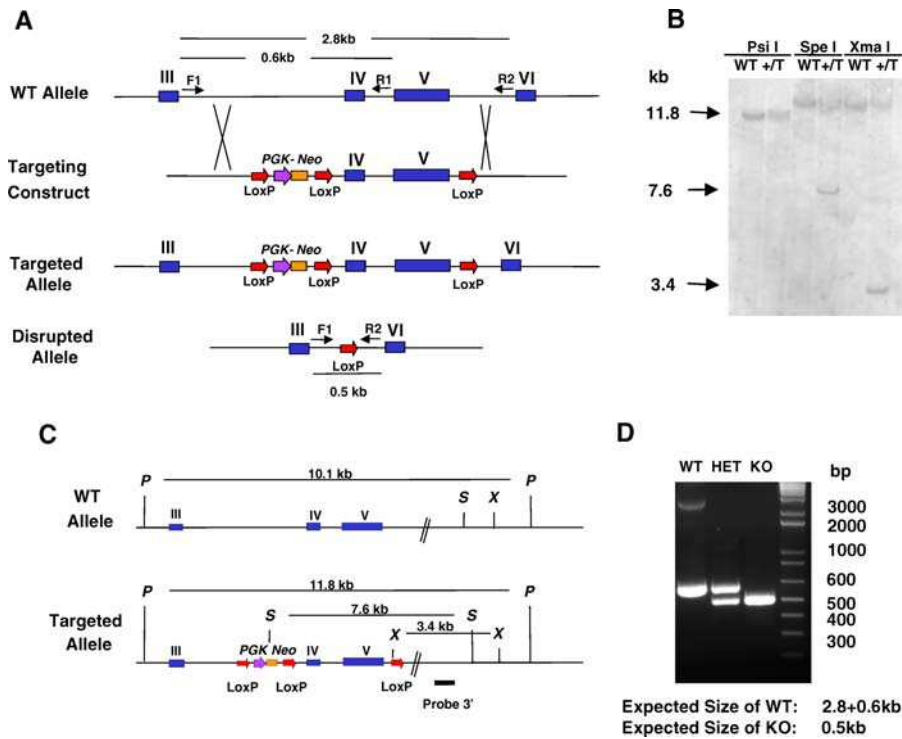 A
2.8kb
0.6kb
III F1 IV R1 V R2 VI
WT Allele
Targeting
Construct
PGK- Neo IV V
LoxP LoxP LoxP
Targeted
Allele
III PGK- Neo IV V VI
LoxP LoxP LoxP
Disrupted
Allele
III F1 R2 VI
LoxP
0.5 kb
B
Psi I Spe I Xma I
WT +/T WT+/T WT +/T
kb
11.8
7.6
3.4
C
P 10.1 kb P
WT
Allele
S X
III IV V
11.8 kb
P P
Targeted
Allele
S 7.6 kb S
X 3.4 kb X
III PGK Neo IV V
LoxP LoxP LoxP
Probe 3'
D
WT HET KO bp
3000
2000
1000
600
500
400
300
Expected Size of WT: 2.8+0.6kb
Expected Size of KO: 0.5kb